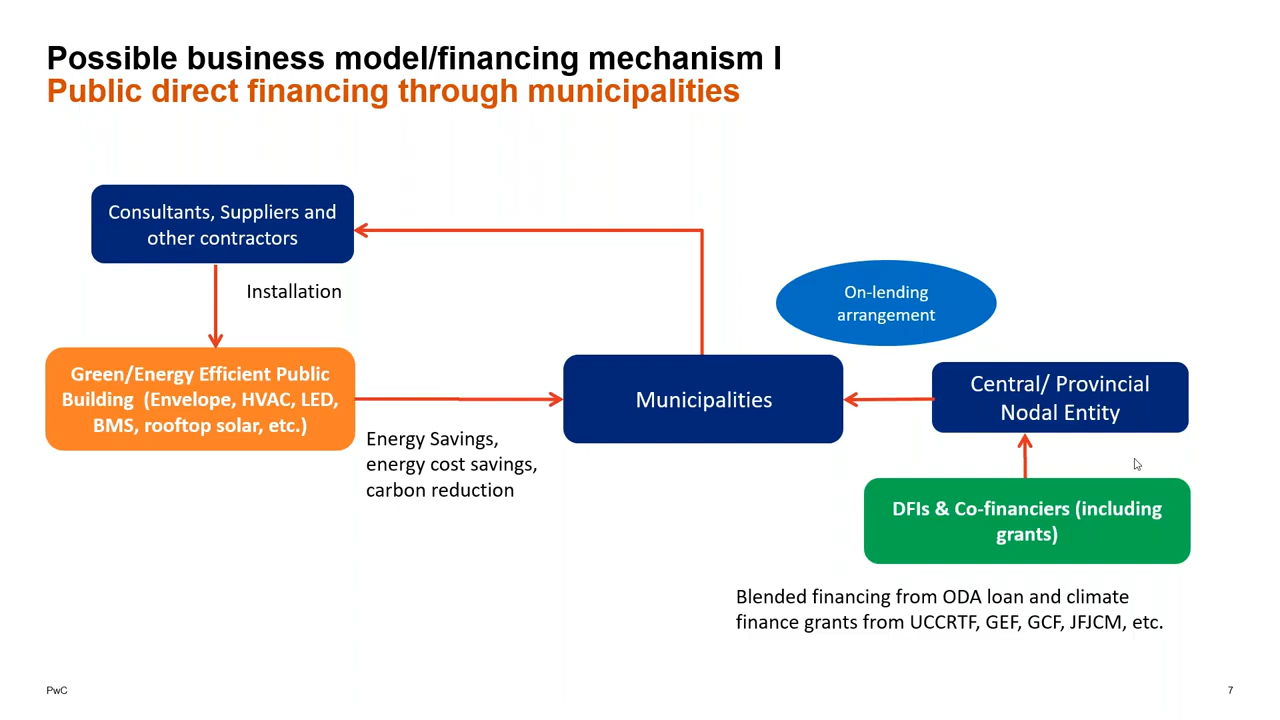 Possible business model/financing mechanism I
Public direct financing through municipalities
Consultants, Suppliers and
other contractors
Installation
On-lending
arrangement
Green/Energy Efficient Public
Building (Envelope, HVAC, LED,
BMS, rooftop solar, etc.)
Municipalities
Central/ Provincial
Nodal Entity
Energy Savings,
energy cost savings,
carbon reduction
DFIs & Co-financiers (including
grants)
Blended financing from ODA loan and climate
finance grants from UCCRTF, GEF, GCF, JFJCM, etc.
PwC
7